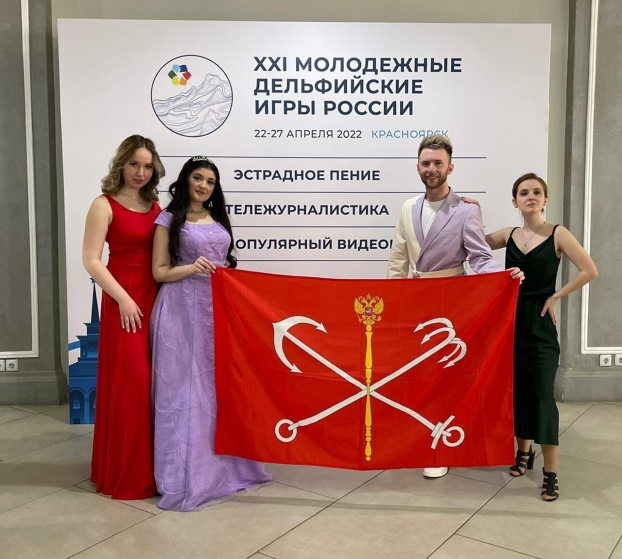 XXI МОЛОДЕЖНЫЕ
ДЕЛЬФИЙСКИЕ
ИГРЫ РОССИИ
22-27 АПРЕЛЯ 2022 КРАСНОЯРСК
ЭСТРАДНОЕ ПЕНИЕ
ТЕЛЕЖУРНАЛИСТИКА